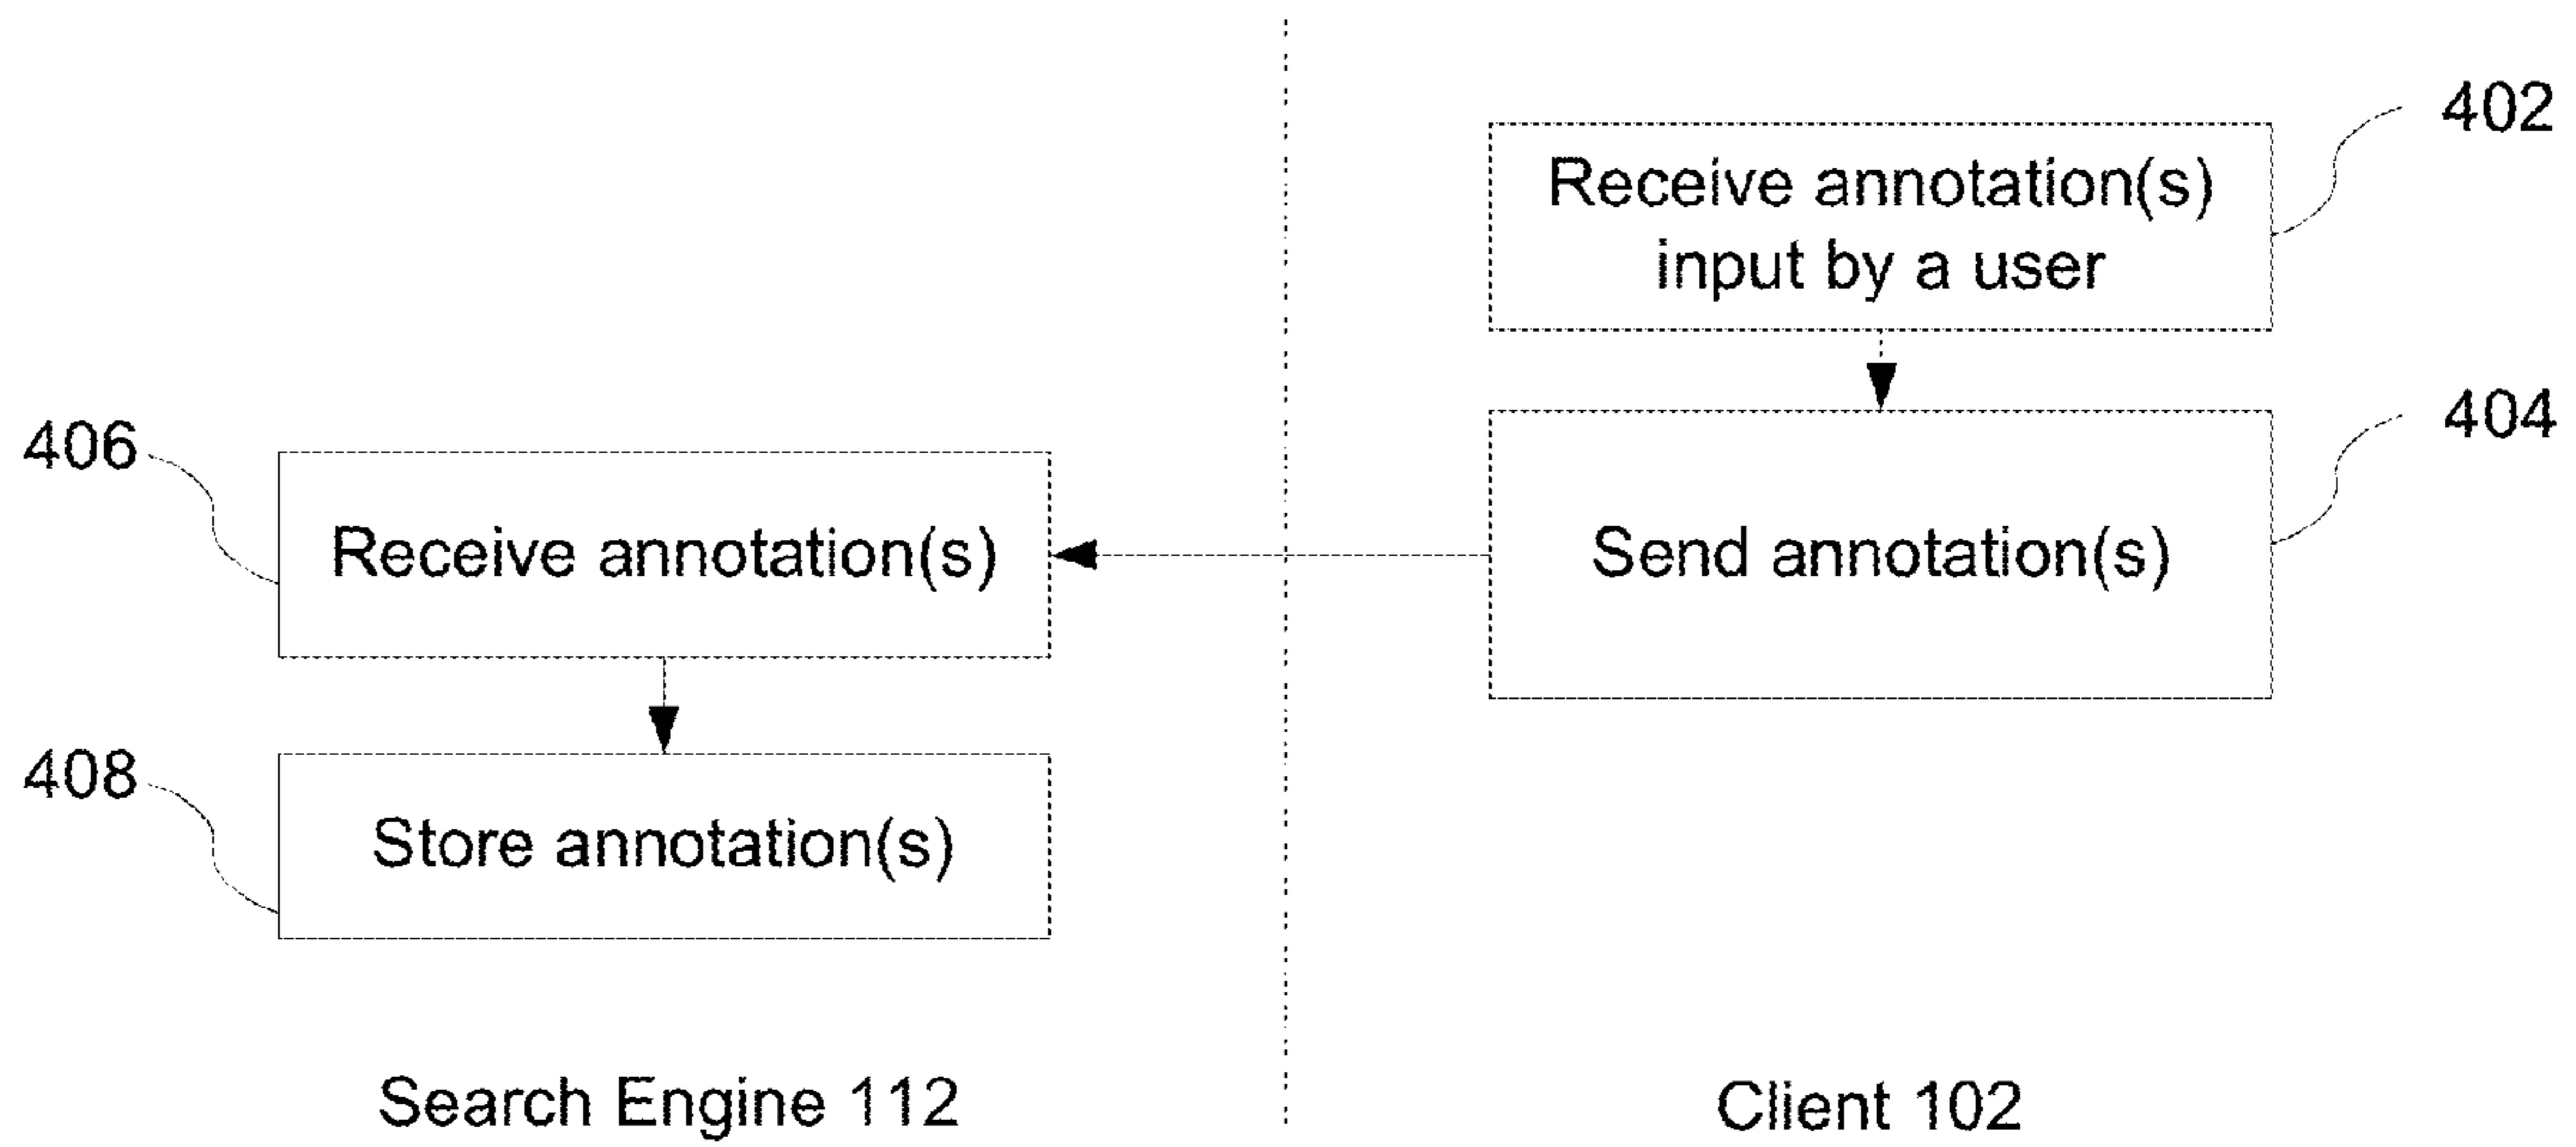 402
Receive annotation(s)
input by a user
404
Send annotation(s)
406
Receive annotation(s)
408
Store annotation(s)
Search Engine 112
Client 102